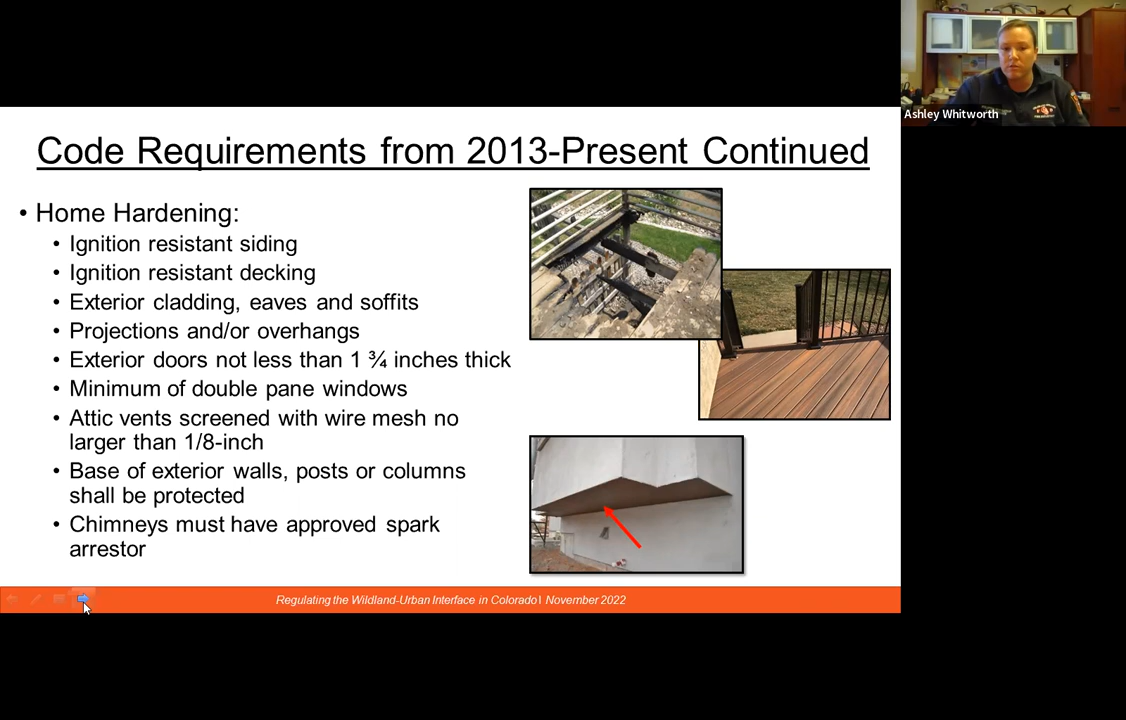 Ashley Whitworth
Code Requirements from 2013-Present Continued
• Home Hardening:
• Ignition resistant siding
• Ignition resistant decking
• Exterior cladding, eaves and soffits
• Projections and/or overhangs
• Exterior doors not less than 1 ¾ inches thick
• Minimum of double pane windows
• Attic vents screened with wire mesh no
larger than 1/8-inch
• Base of exterior walls, posts or columns
shall be protected
• Chimneys must have approved spark
arrestor
Regulating the Wildland-Urban Interface in Colorado\ November 2022